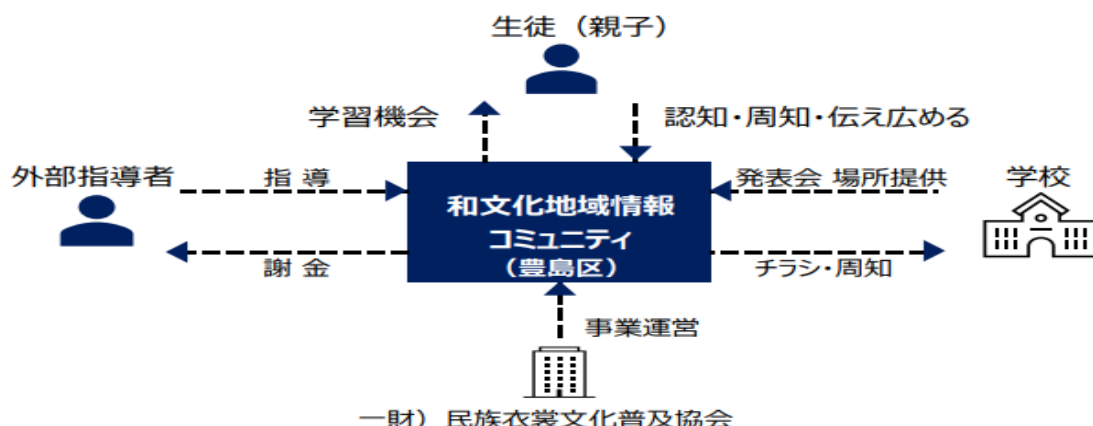 生徒（親子）
学習機会
認知・周知・伝え広める
外部指導者
指 導
和文化地域情報
コミュニティ
（豊島区）
発表会 場所提供
学校
謝 金
チラシ・周知
事業運営
一財）民族衣裳文化普及協会